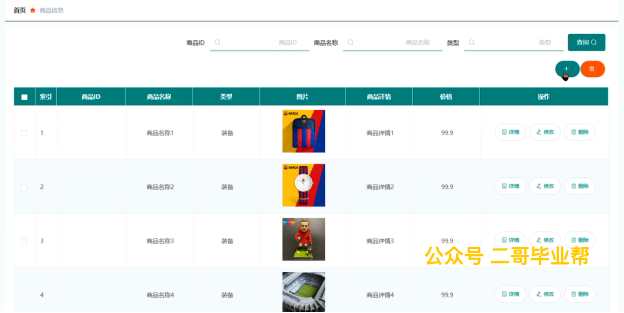 首页 商品信息
商品ID 商品ID 商品名称 商品名称 类型 类型 查询
索引 商品ID 商品名称 类型 图片 商品详情 价格 操作
1 商品名称1 装备 商品详情1 99.9 详情 修改 删除
2 商品名称2 装备 商品详情2 99.9 详情 修改 删除
3 商品名称3 装备 商品详情3 99.9 详情 修改 删除
公众号 二哥毕业帮
4 商品名称4 装备 商品详情4 99.9 详情 修改 删除